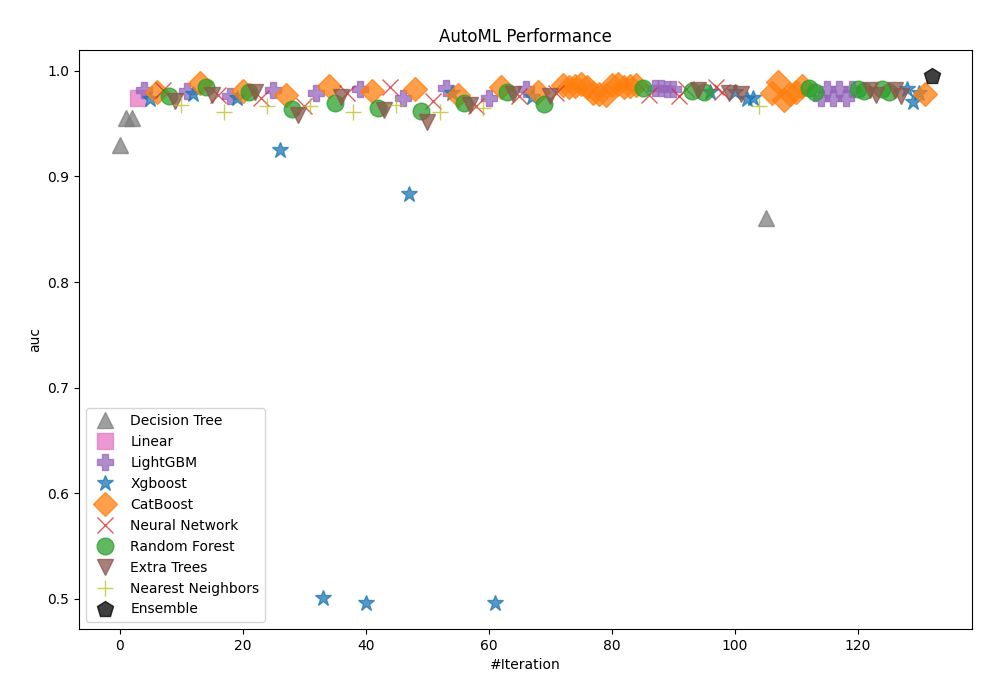 AutoML Performance
1.0
0.9
0.8
0.7
0.6
0.5
auc
Decision Tree
Linear
LightGBM
Xgboost
CatBoost
Neural Network
Random Forest
Extra Trees
Nearest Neighbors
Ensemble
0 20 40 60 80 100 120
#Iteration